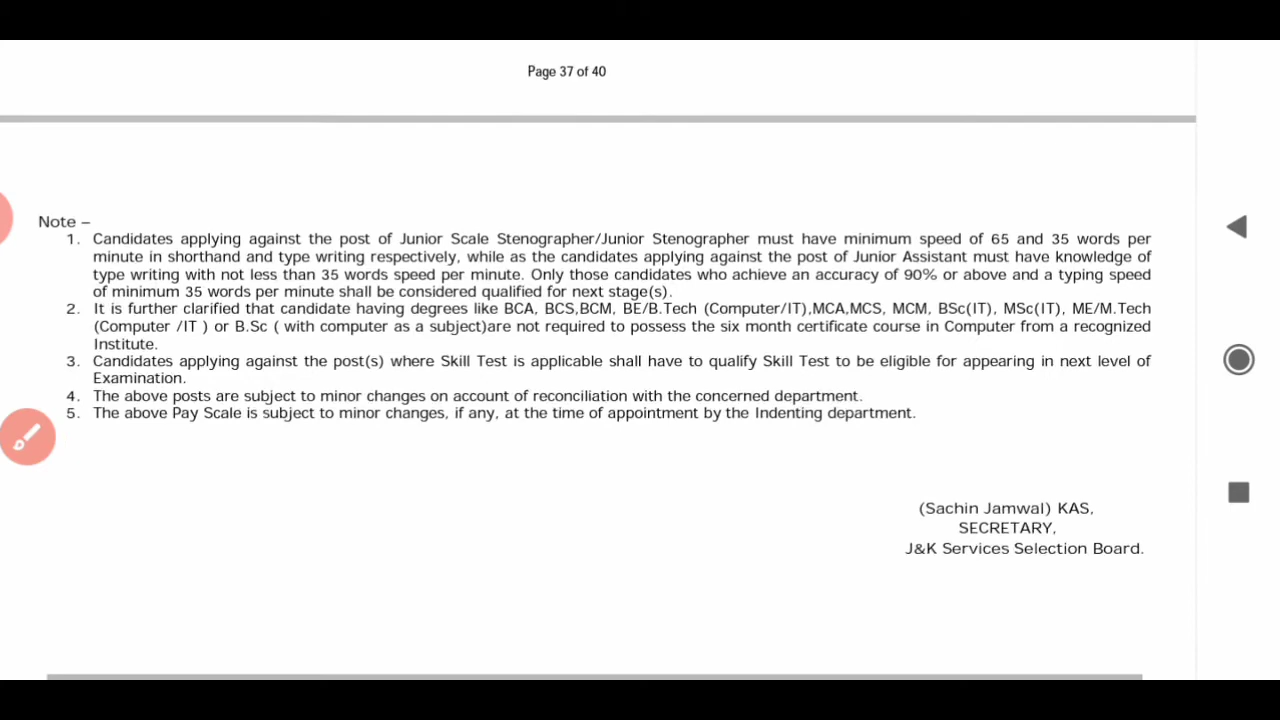 Page 37 of 40
Note –
1. Candidates applying against the post of Junior Scale Stenographer/Junior Stenographer must have minimum speed of 65 and 35 words per
minute in shorthand and type writing respectively, while as the candidates applying against the post of Junior Assistant must have knowledge of
type writing with not less than 35 words speed per minute. Only those candidates who achieve an accuracy of 90% or above and a typing speed
of minimum 35 words per minute shall be considered qualified for next stage(s).
2. It is further clarified that candidate having degrees like BCA, BCS,BCM, BE/B.Tech (Computer/IT),MCA,MCS, MCM, BSc(IT), MSc(IT), ME/M.Tech
(Computer /IT ) or B.Sc ( with computer as a subject)are not required to possess the six month certificate course in Computer from a recognized
Institute.
3. Candidates applying against the post(s) where Skill Test is applicable shall have to qualify Skill Test to be eligible for appearing in next level of
Examination.
4. The above posts are subject to minor changes on account of reconciliation with the concerned department.
5. The above Pay Scale is subject to minor changes, if any, at the time of appointment by the Indenting department.
(Sachin Jamwal) KAS,
SECRETARY,
J&K Services Selection Board.